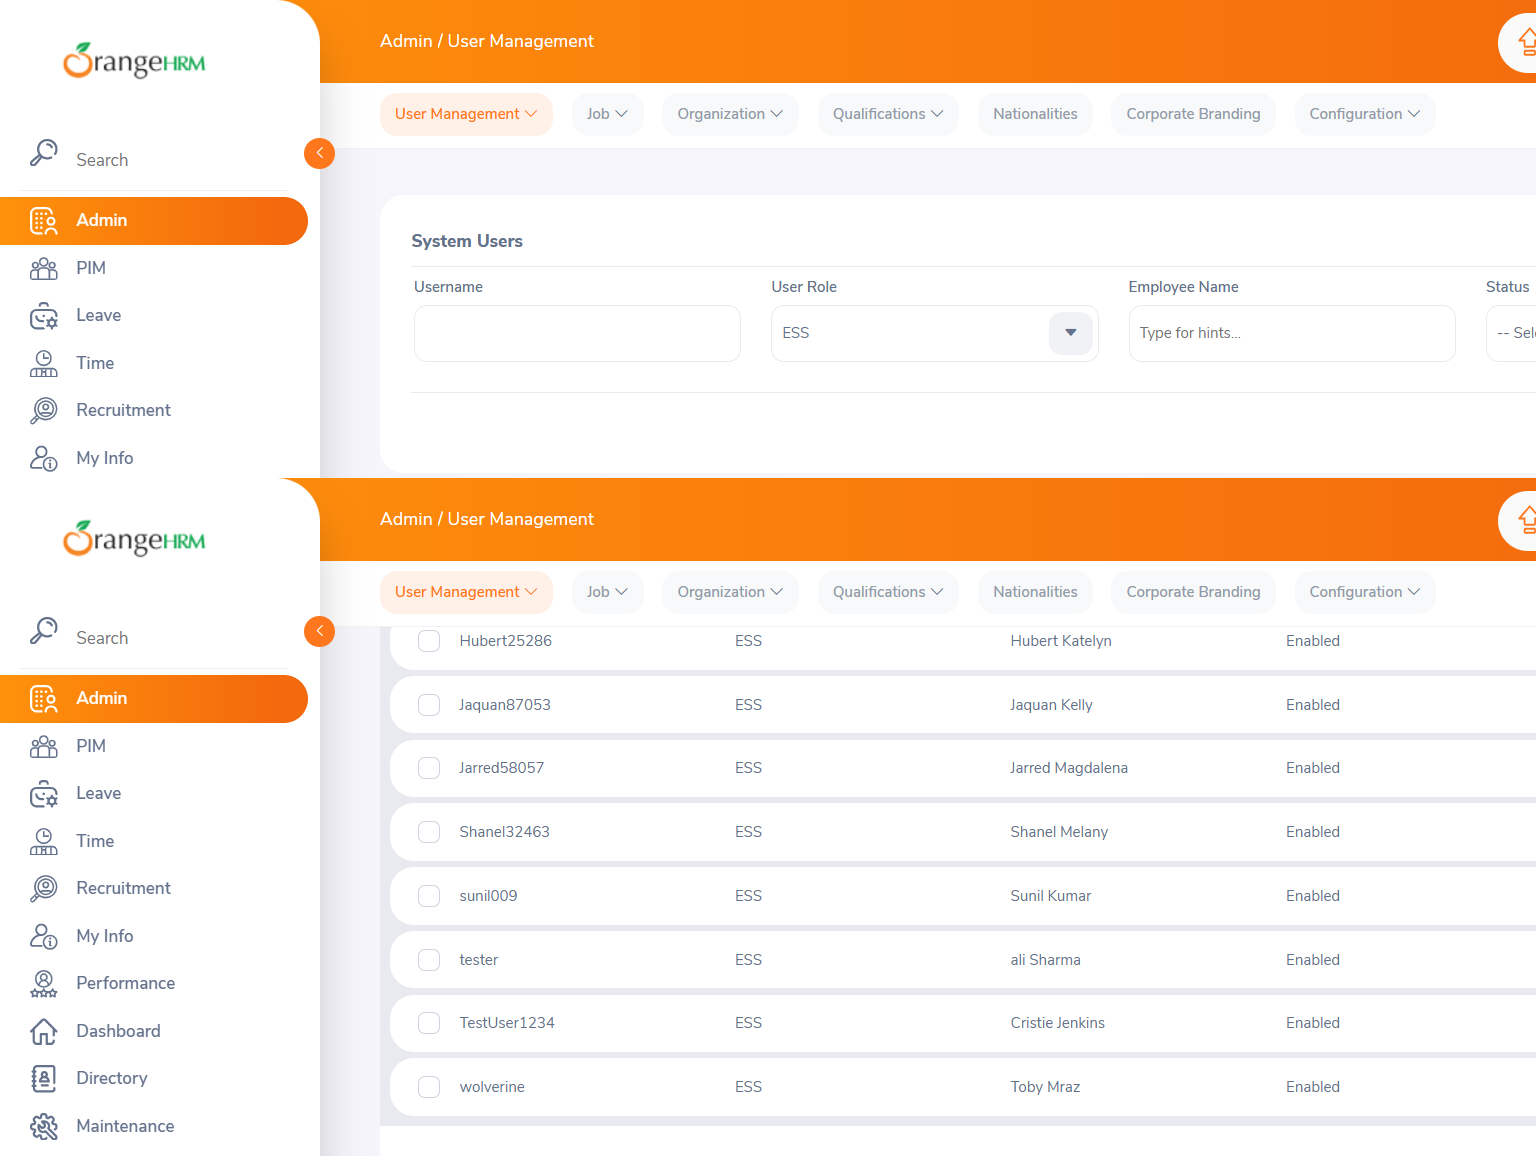 OrangeHRM
Admin / User Management
User Management
Job
Organization
Qualifications
Nationalities
Corporate Branding
Configuration
Search
Admin
PIM
Leave
Time
Recruitment
My Info
System Users
Username
User Role
Employee Name
Status
ESS
Type for hints...
-- Sele
OrangeHRM
Admin / User Management
User Management
Job
Organization
Qualifications
Nationalities
Corporate Branding
Configuration
Search
Admin
PIM
Leave
Time
Recruitment
My Info
Performance
Dashboard
Directory
Maintenance
Hubert25286 ESS Hubert Katelyn Enabled
Jaquan87053 ESS Jaquan Kelly Enabled
Jarred58057 ESS Jarred Magdalena Enabled
Shanel32463 ESS Shanel Melany Enabled
sunil009 ESS Sunil Kumar Enabled
tester ESS ali Sharma Enabled
TestUser1234 ESS Cristie Jenkins Enabled
wolverine ESS Toby Mraz Enabled